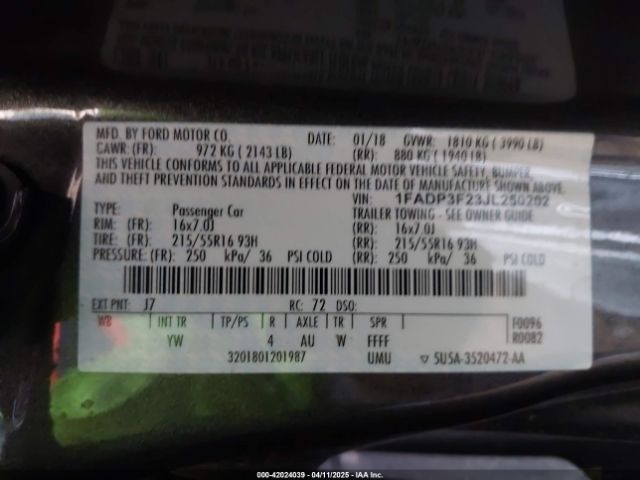 MFD. BY FORD MOTOR CO. DATE: 01/18 GVWR: 1810 KG ( 3990 LB)
GAWR: (FR): 972 KG ( 2143 LB) (RR): 880 KG ( 1940 LB)
THIS VEHICLE CONFORMS TO ALL APPLICABLE FEDERAL MOTOR VEHICLE SAFETY, BUMPER,
AND THEFT PREVENTION STANDARDS IN EFFECT ON THE DATE OF MANUFACTURE SHOWN ABOVE
VIN: 1FADP3F23JL250202
TYPE: Passenger Car TRAILER TOWING - SEE OWNER GUIDE
RIM: (FR): 16x7.0J (RR): 16x7.0J
TIRE: (FR): 215/55R16 93H (RR): 215/55R16 93H
PRESSURE: (FR): 250 kPa/ 36 PSI COLD (RR): 250 kPa/ 36 PSI COLD
EXT PNT: J7 RC: 72 DSO:
WB INT TR TP/PS R AXLE TR SPR F0096
YW 4 AU W FFFF R0082
3201801201987 UMU ▽ 5U5A-3520472-AA
000-42024039 - 04/11/2025 - IAAI, Inc.